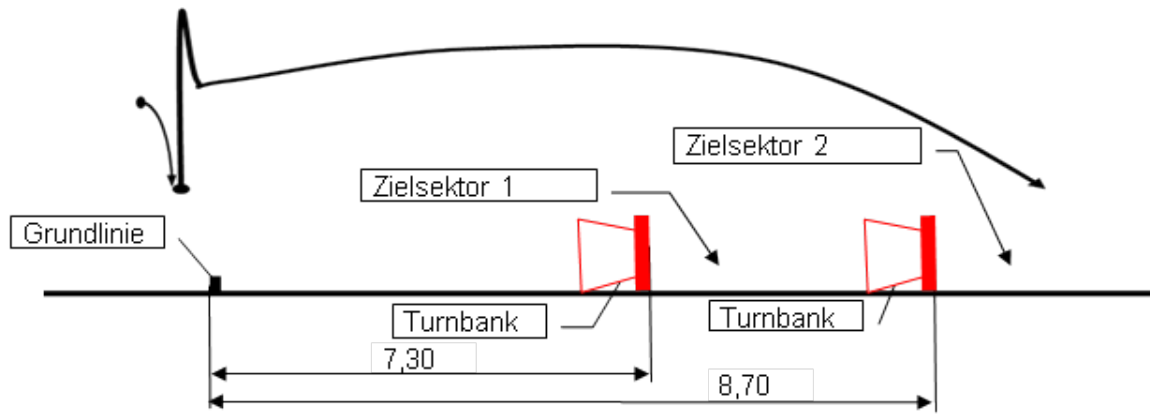 Zielsektor 2
Zielsektor 1
Grundlinie
Turnbank
Turnbank
7,30
8,70